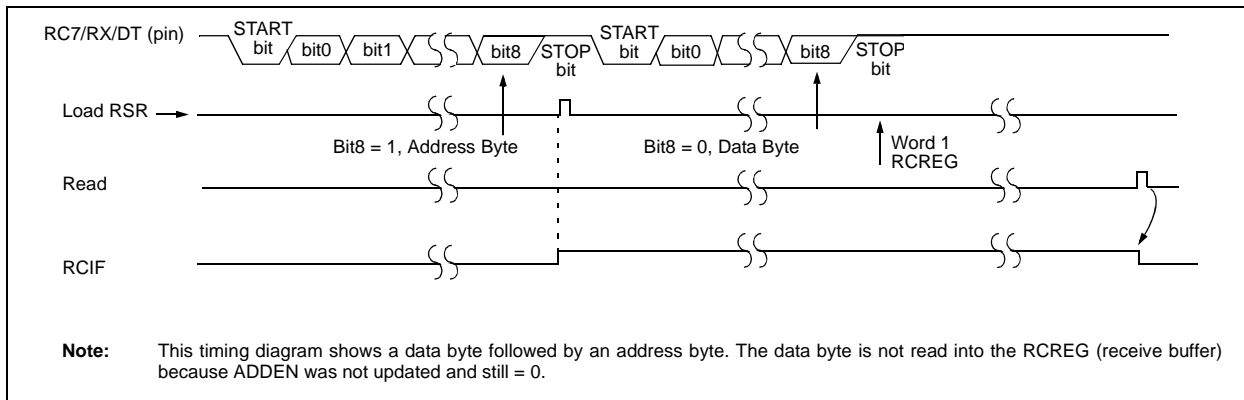 RC7/RX/DT (pin)
START
bit
bit0
bit1
bit8
STOP
bit
START
bit
bit0
bit8
STOP
bit
Load RSR
Bit8 = 1, Address Byte
Bit8 = 0, Data Byte
Word 1
RCREG
Read
RCIF
Note: This timing diagram shows a data byte followed by an address byte. The data byte is not read into the RCREG (receive buffer)
because ADDEN was not updated and still = 0.